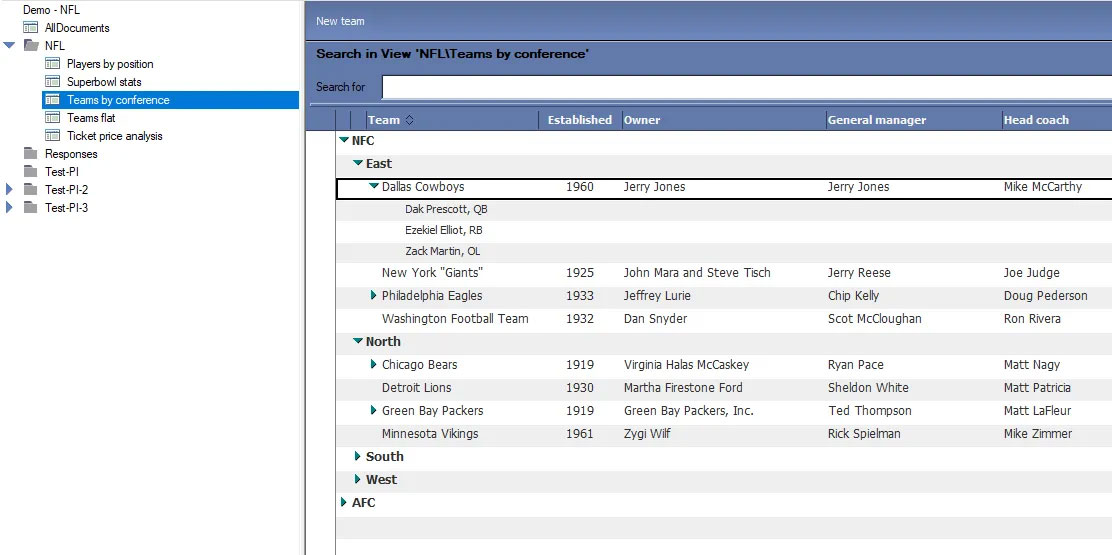 Demo - NFL
AllDocuments
NFL
Players by position
Superbowl stats
Teams by conference
Teams flat
Ticket price analysis
Responses
Test-PI
Test-PI-2
Test-PI-3
New team
Search in View 'NFL\Teams by conference'
Search for
Team Established Owner General manager Head coach
NFC
East
Dallas Cowboys 1960 Jerry Jones Jerry Jones Mike McCarthy
Dak Prescott, QB
Ezekiel Elliot, RB
Zack Martin, OL
New York "Giants" 1925 John Mara and Steve Tisch Jerry Reese Joe Judge
Philadelphia Eagles 1933 Jeffrey Lurie Chip Kelly Doug Pederson
Washington Football Team 1932 Dan Snyder Scot McCloughan Ron Rivera
North
Chicago Bears 1919 Virginia Halas McCaskey Ryan Pace Matt Nagy
Detroit Lions 1930 Martha Firestone Ford Sheldon White Matt Patricia
Green Bay Packers 1919 Green Bay Packers, Inc. Ted Thompson Matt LaFleur
Minnesota Vikings 1961 Zygi Wilf Rick Spielman Mike Zimmer
South
West
AFC